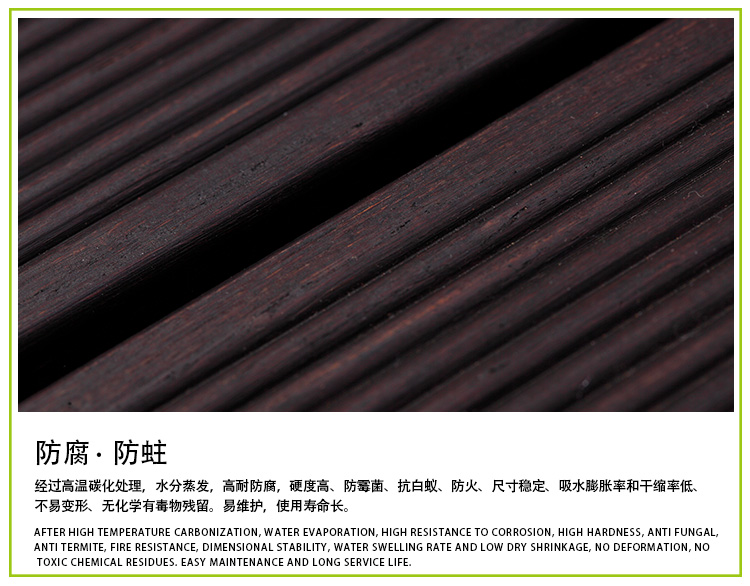 防腐·防蛀
经过高温碳化处理，水分蒸发，高耐防腐，硬度高、防霉菌、抗白蚁、防火、尺寸稳定、吸水膨胀率和干缩率低、
不易变形、无化学有毒物残留。易维护，使用寿命长。
AFTER HIGH TEMPERATURE CARBONIZATION, WATER EVAPORATION, HIGH RESISTANCE TO CORROSION, HIGH HARDNESS, ANTI FUNGAL,
ANTI TERMITE, FIRE RESISTANCE, DIMENSIONAL STABILITY, WATER SWELLING RATE AND LOW DRY SHRINKAGE, NO DEFORMATION, NO
TOXIC CHEMICAL RESIDUES. EASY MAINTENANCE AND LONG SERVICE LIFE.